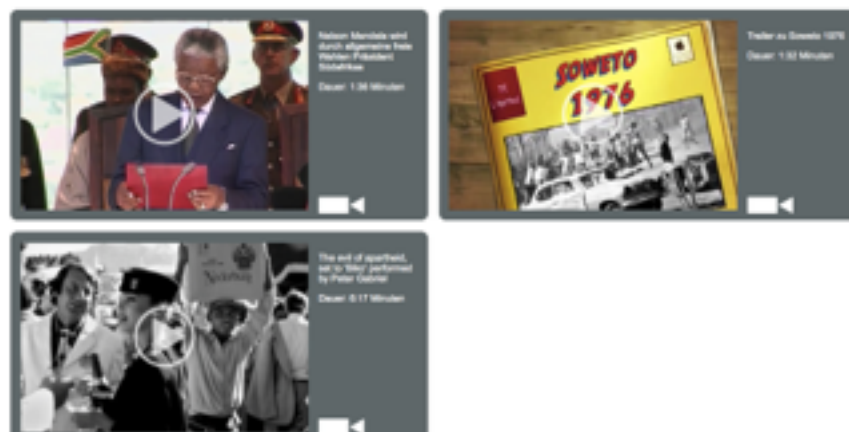 Nelson Mandela wird
durch allgemeine freie
Wahlen Präsident
Südafrikas
Dauer: 1:36 Minuten
SOWETO
1976
Trailer zu Soweto 1976
Dauer: 1:32 Minuten
The evil of apartheid,
set to 'Biko' performed
by Peter Gabriel
Dauer: 6:17 Minuten